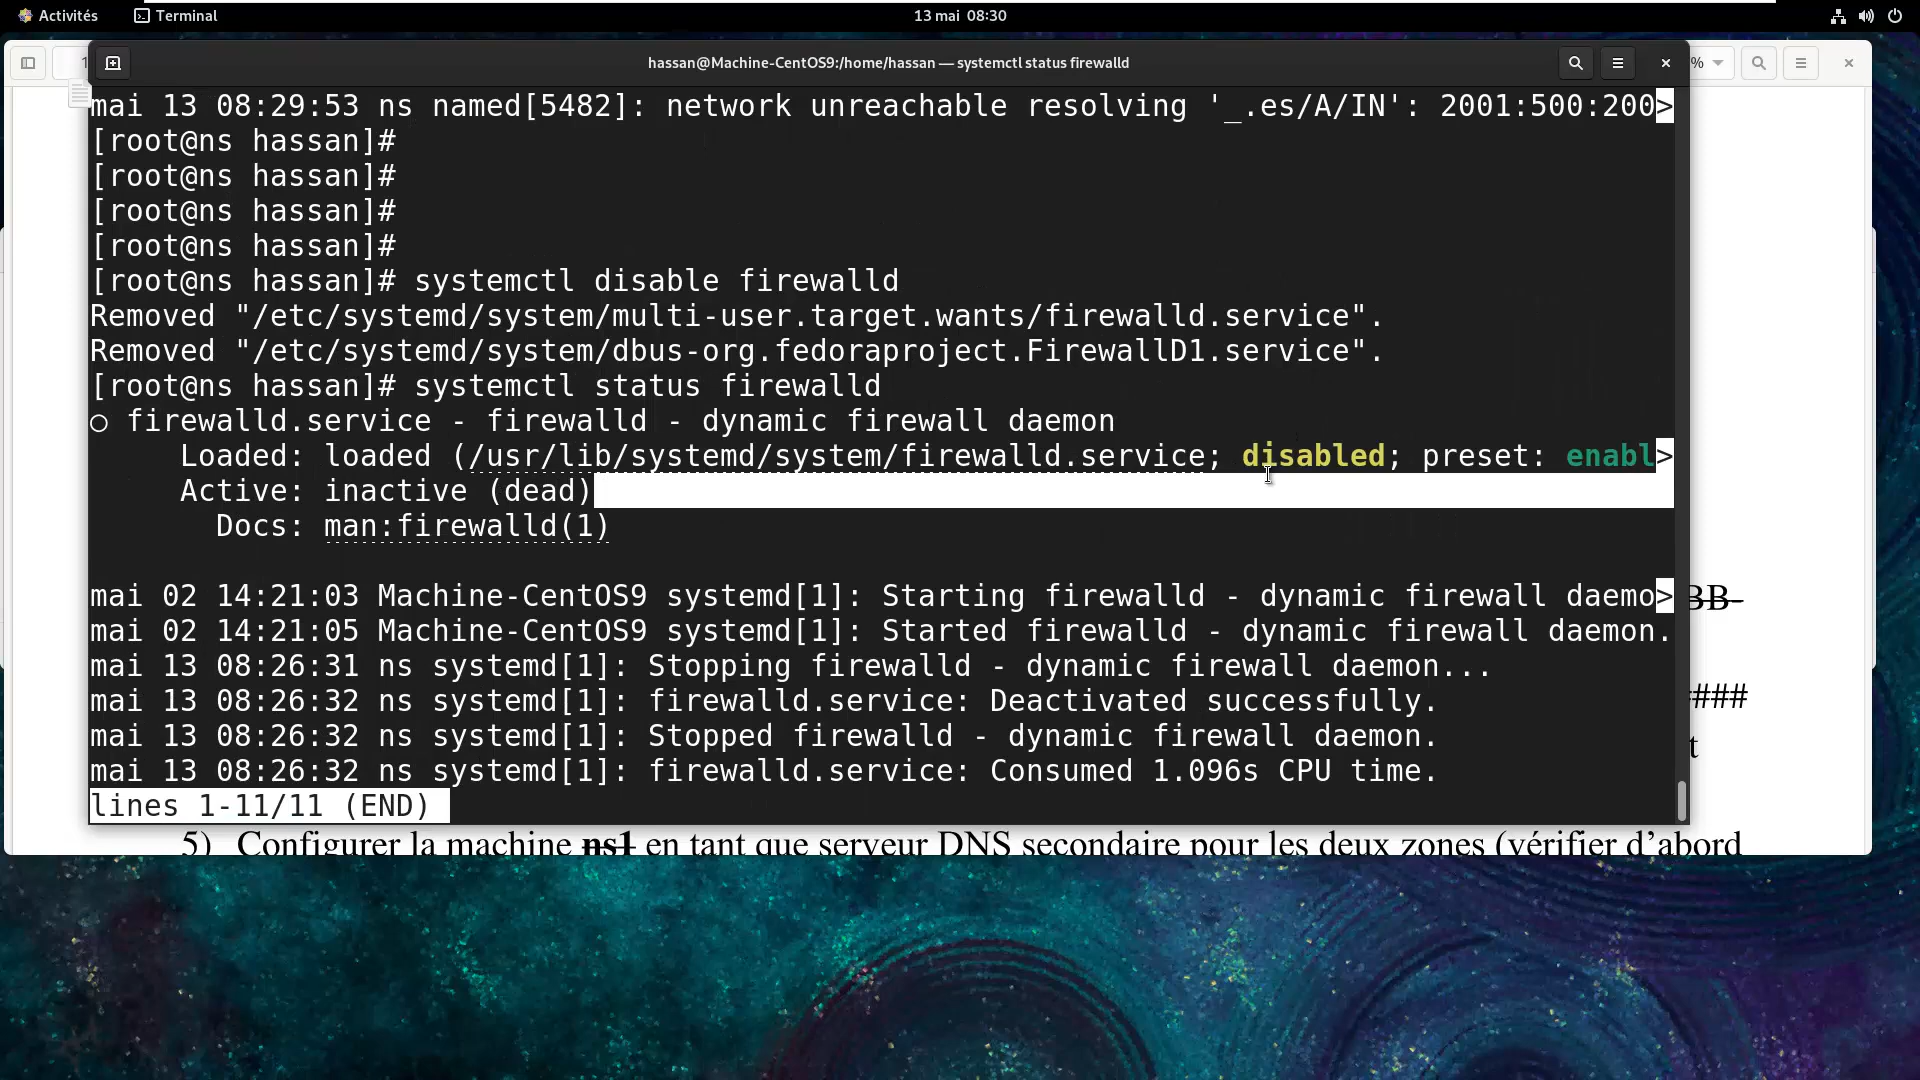 Activités Terminal 13 mai 08:30
hassan@Machine-CentOS9:/home/hassan — systemctl status firewalld
%
mai 13 08:29:53 ns named[5482]: network unreachable resolving '_.es/A/IN': 2001:500:200>
[root@ns hassan]#
[root@ns hassan]#
[root@ns hassan]#
[root@ns hassan]#
[root@ns hassan]# systemctl disable firewalld
Removed "/etc/systemd/system/multi-user.target.wants/firewalld.service".
Removed "/etc/systemd/system/dbus-org.fedoraproject.FirewallD1.service".
[root@ns hassan]# systemctl status firewalld
○ firewalld.service - firewalld - dynamic firewall daemon
Loaded: loaded (/usr/lib/systemd/system/firewalld.service; disabled; preset: enabl>
Active: inactive (dead)
Docs: man:firewalld(1)
mai 02 14:21:03 Machine-CentOS9 systemd[1]: Starting firewalld - dynamic firewall daemo>
mai 02 14:21:05 Machine-CentOS9 systemd[1]: Started firewalld - dynamic firewall daemon.
mai 13 08:26:31 ns systemd[1]: Stopping firewalld - dynamic firewall daemon...
mai 13 08:26:32 ns systemd[1]: firewalld.service: Deactivated successfully.
mai 13 08:26:32 ns systemd[1]: Stopped firewalld - dynamic firewall daemon.
mai 13 08:26:32 ns systemd[1]: firewalld.service: Consumed 1.096s CPU time.
lines 1-11/11 (END)
BB-
####
t
5) Configurer la machine ns1 en tant que serveur DNS secondaire pour les deux zones (vérifier d’abord